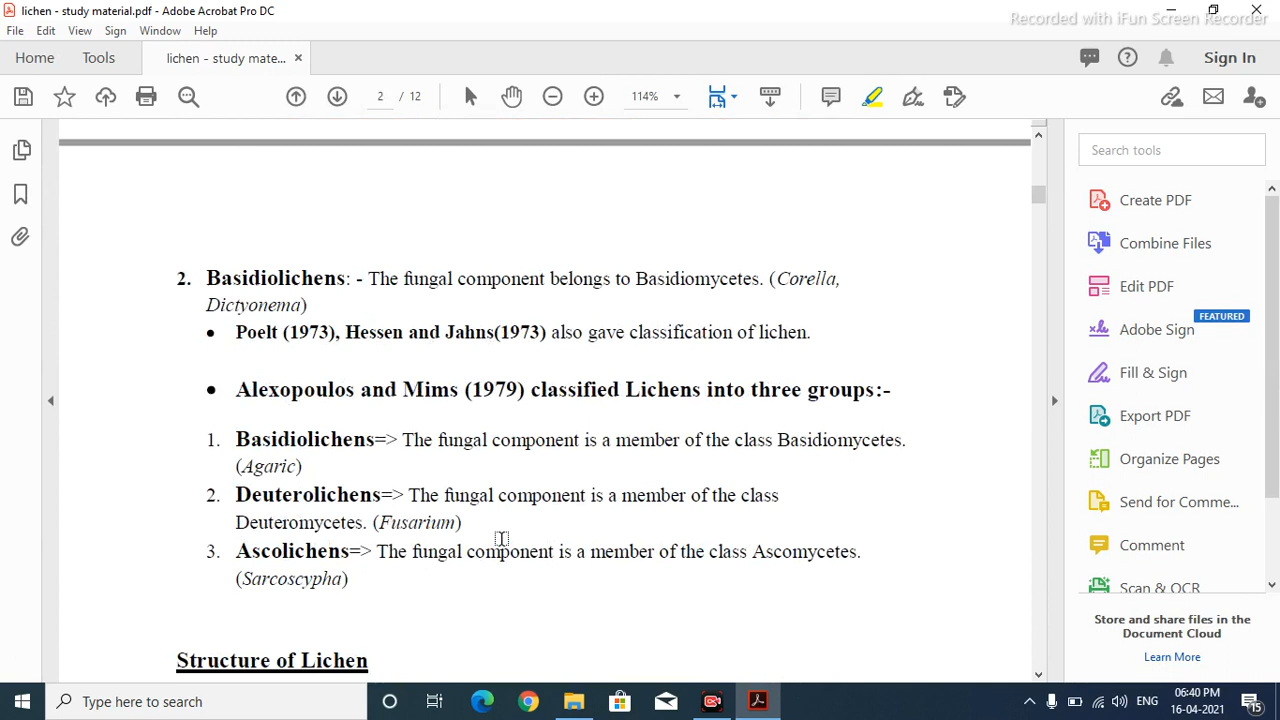 lichen - study material.pdf - Adobe Acrobat Pro DC
Recorded with iFun Screen Recorder
File Edit View Sign Window Help
Home Tools lichen - study mate... × Sign In
2 / 12 114%
Search tools
Create PDF
Combine Files
Edit PDF
FEATURED
Adobe Sign
Fill & Sign
Export PDF
Organize Pages
Send for Comme...
Comment
Scan & OCR
Store and share files in the
Document Cloud
Learn More
2. Basidiolichens: - The fungal component belongs to Basidiomycetes. (Corella,
Dictyonema)
• Poelt (1973), Hessen and Jahns(1973) also gave classification of lichen.
• Alexopoulos and Mims (1979) classified Lichens into three groups:-
1. Basidiolichens=> The fungal component is a member of the class Basidiomycetes.
(Agaric)
2. Deuterolichens=> The fungal component is a member of the class
Deuteromycetes. (Fusarium)
3. Ascolichens=> The fungal component is a member of the class Ascomycetes.
(Sarcoscypha)
Structure of Lichen
Type here to search
ENG
06:40 PM
16-04-2021
15